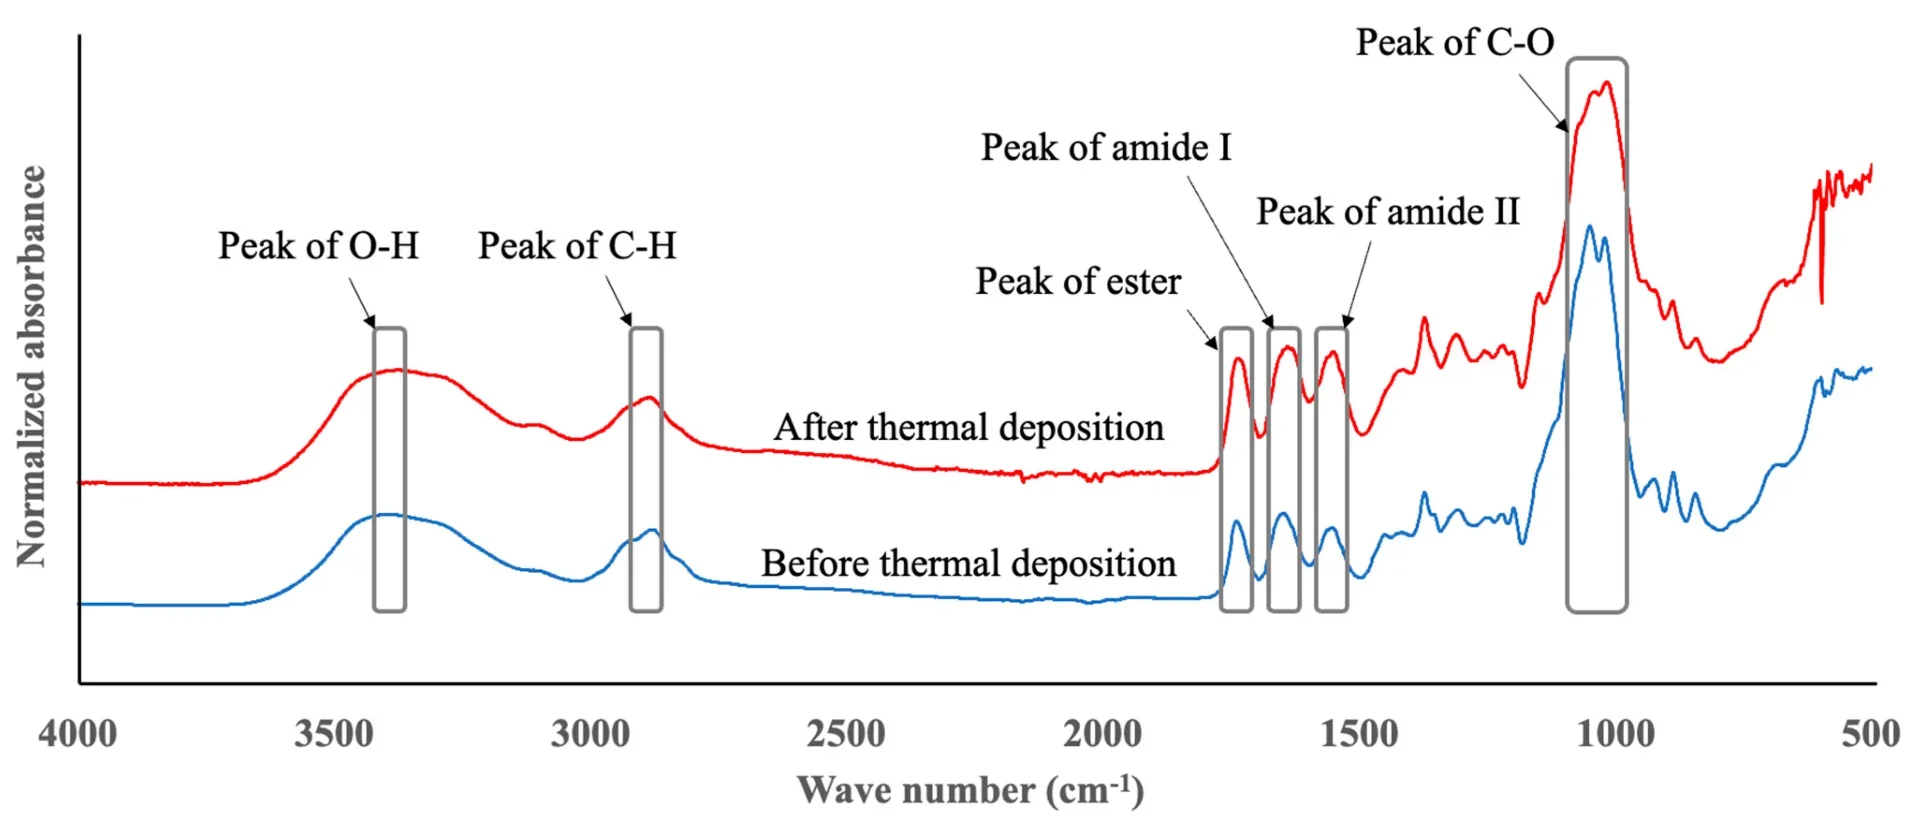 Peak of C-O
Peak of amide I
Peak of amide II
Peak of O-H
Peak of C-H
Peak of ester
After thermal deposition
Before thermal deposition
Normalized absorbance
4000 3500 3000 2500 2000 1500 1000 500
Wave number (cm⁻¹)